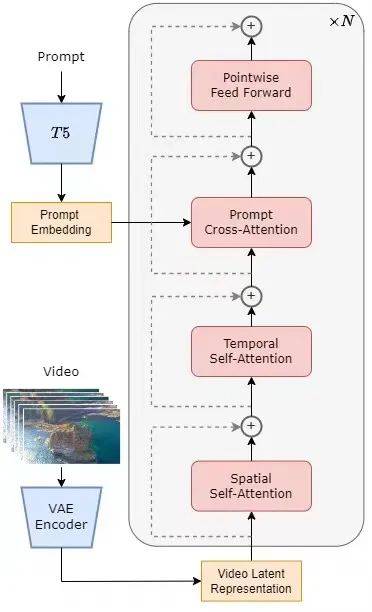 ×N
Prompt
T5
Prompt
Embedding
Pointwise
Feed Forward
+
Prompt
Cross-Attention
+
Temporal
Self-Attention
+
Spatial
Self-Attention
+
Video
VAE
Encoder
Video Latent
Representation